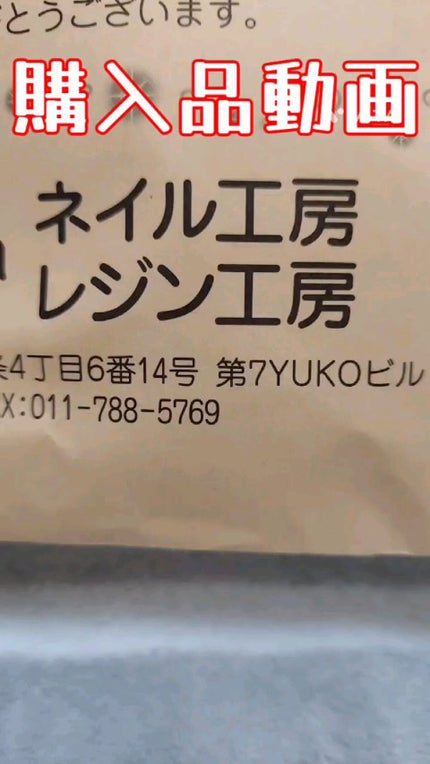 とうございます。
購入品動画
ネイル工房
レジン工房
4丁目6番14号 第7YUKOビル
X:011-788-5769